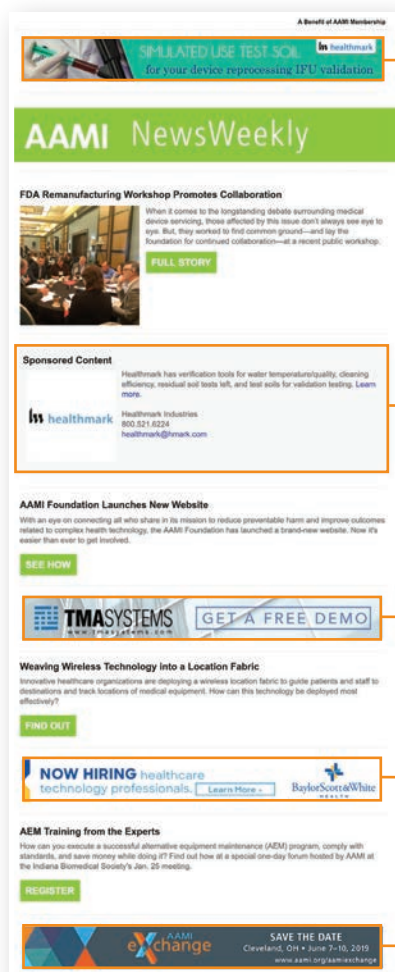 A Benefit of AAMI Membership
SIMULATED USE TEST SOIL
for your device reprocessing IFU validation
healthmark
AAMI NewsWeekly
FDA Remanufacturing Workshop Promotes Collaboration
When it comes to the longstanding debate surrounding medical
device servicing, those affected by this issue don't always see eye to
eye. But, they worked to find common ground—and lay the
foundation for continued collaboration—at a recent public workshop.
FULL STORY
Sponsored Content
Healthmark has verification tools for water temperature/quality, cleaning
efficiency, residual soil tests left, and test soils for validation testing. Learn
more.
healthmark
Healthmark Industries
800.521.6224
healthmark@hmark.com
AAMI Foundation Launches New Website
With an eye on connecting all who share in its mission to reduce preventable harm and improve outcomes
related to complex health technology, the AAMI Foundation has launched a brand-new website. Now it's
easier than ever to get involved.
SEE HOW
TMASYSTEMS
www.tmasystems.com
GET A FREE DEMO
Weaving Wireless Technology into a Location Fabric
Innovative healthcare organizations are deploying a wireless location fabric to guide patients and staff to
destinations and track locations of medical equipment. How can this technology be deployed most
effectively?
FIND OUT
NOW HIRING healthcare
technology professionals. Learn More ›
BaylorScott&White
HEALTH
AEM Training from the Experts
How can you execute a successful alternative equipment maintenance (AEM) program, comply with
standards, and save money while doing it? Find out how at a special one-day forum hosted by AAMI at
the Indiana Biomedical Society's Jan. 25 meeting.
REGISTER
AAMI
eXchange
SAVE THE DATE
Cleveland, OH • June 7–10, 2019
www.aami.org/aamiexchange